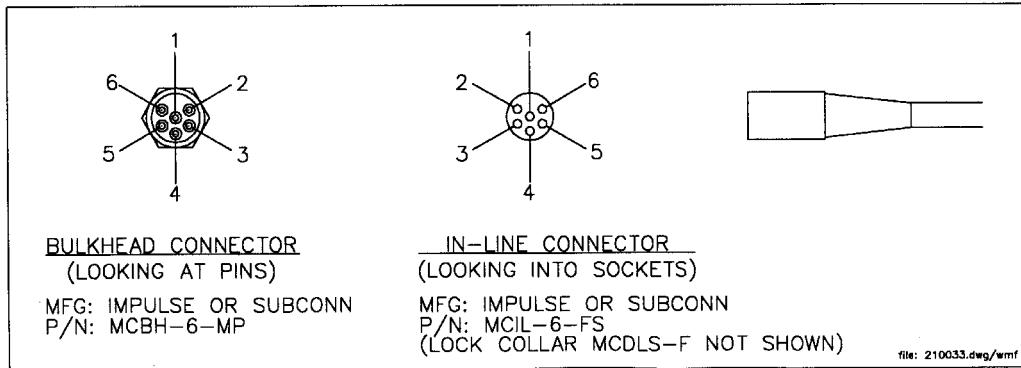 1
6
2
5
3
4
BULKHEAD CONNECTOR
(LOOKING AT PINS)
MFG: IMPULSE OR SUBCONN
P/N: MCBH-6-MP
1
2
6
3
5
4
IN-LINE CONNECTOR
(LOOKING INTO SOCKETS)
MFG: IMPULSE OR SUBCONN
P/N: MCIL-6-FS
(LOCK COLLAR MCDLS-F NOT SHOWN)
file: 210033.dwg/wmf